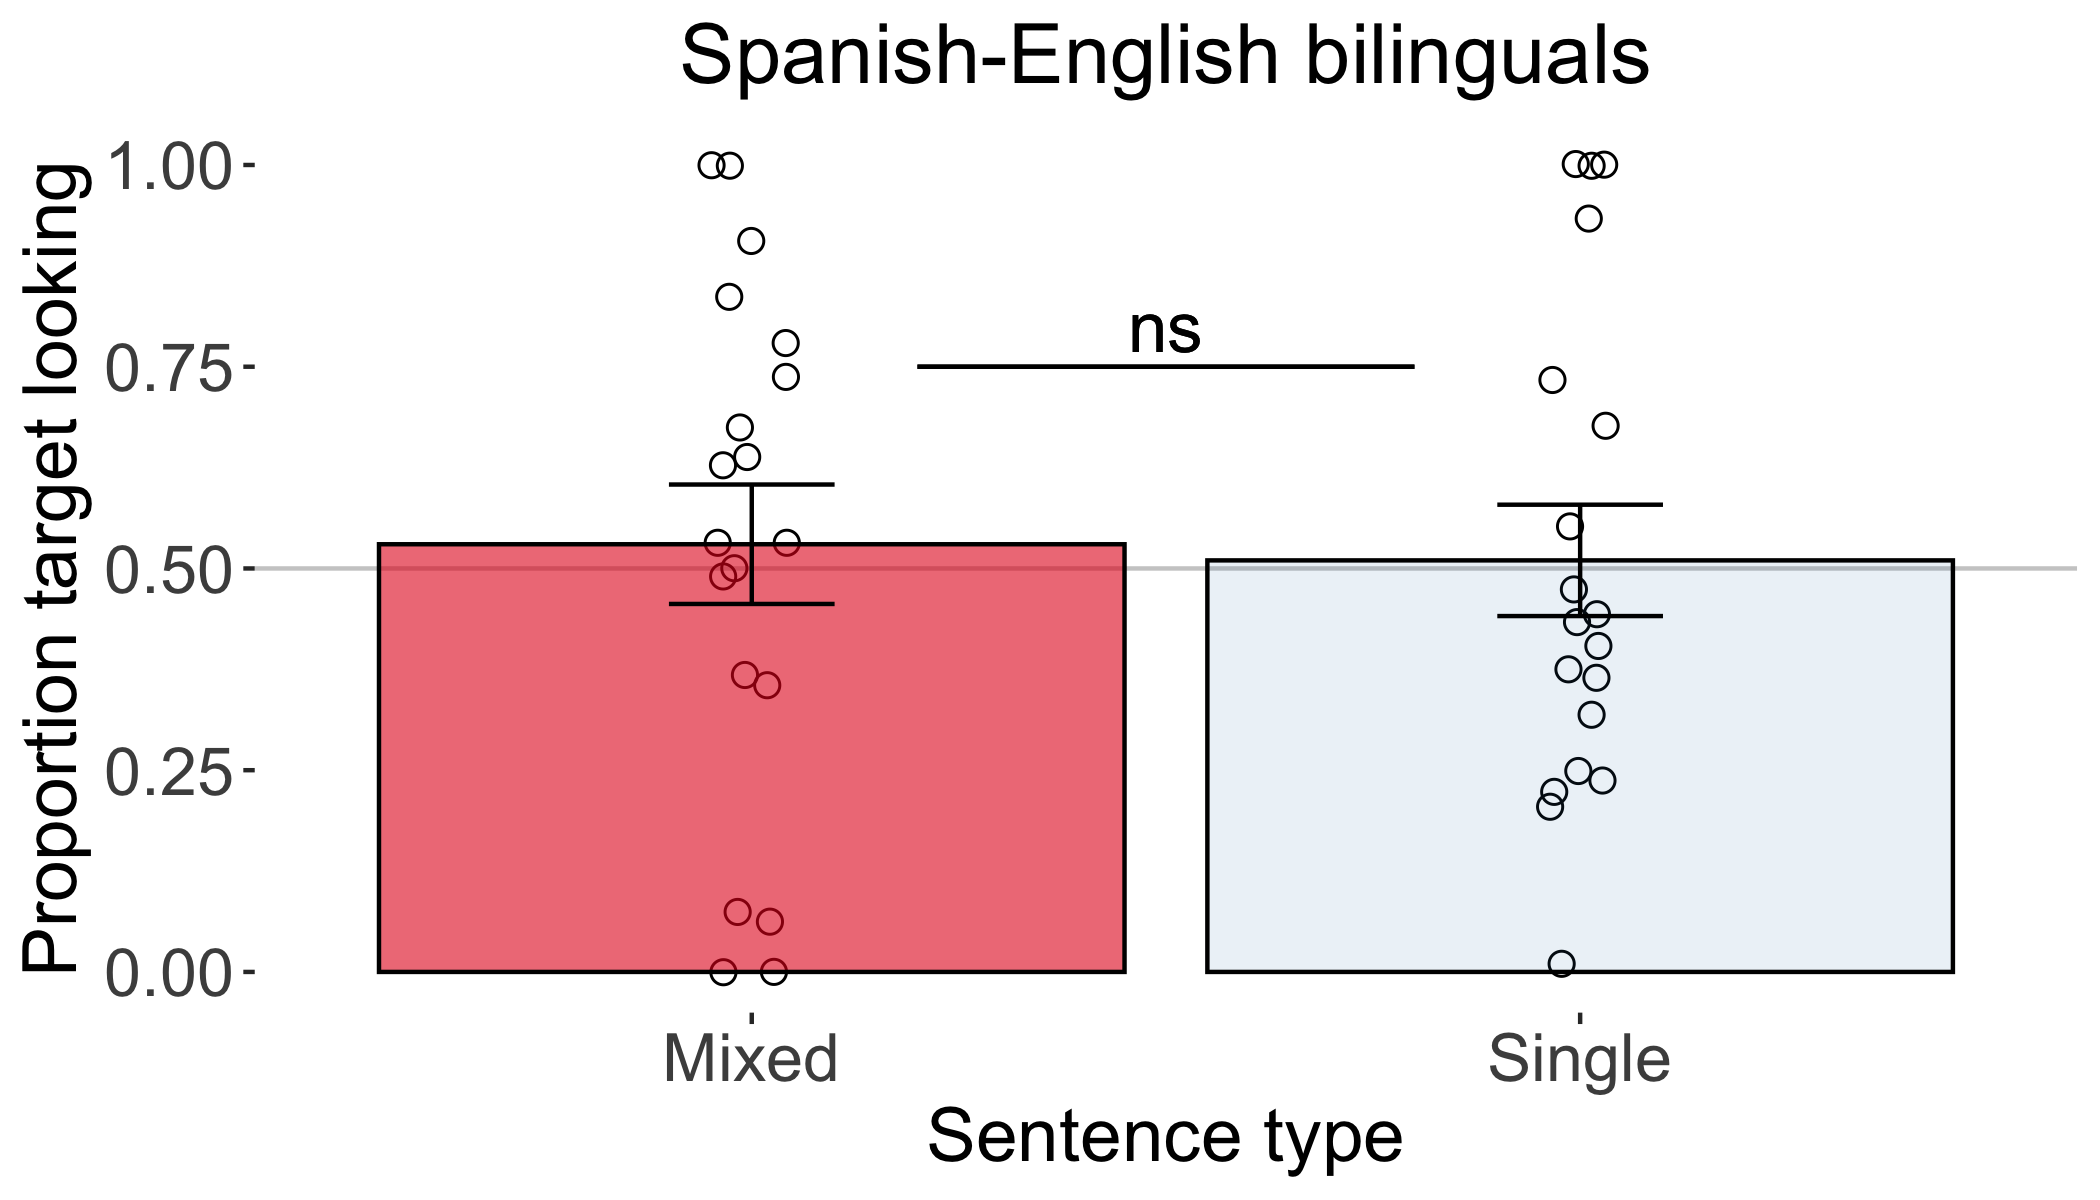 Spanish-English bilinguals
Proportion target looking
1.00
0.75
0.50
0.25
0.00
ns
Mixed
Single
Sentence type